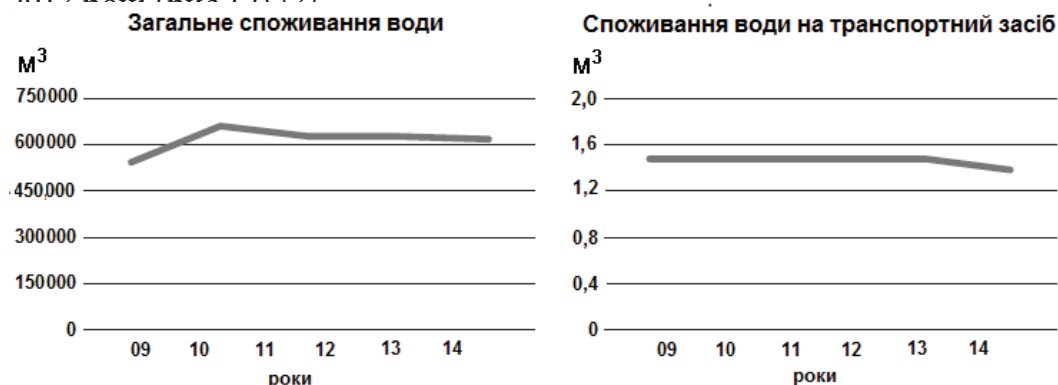 Загальне споживання води
м³
750000
600000
450,000
300000
150000
0
09 10 11 12 13 14
роки
Споживання води на транспортний засіб
м³
2,0
1,6
1,2
0,8
0,4
0
09 10 11 12 13 14
роки